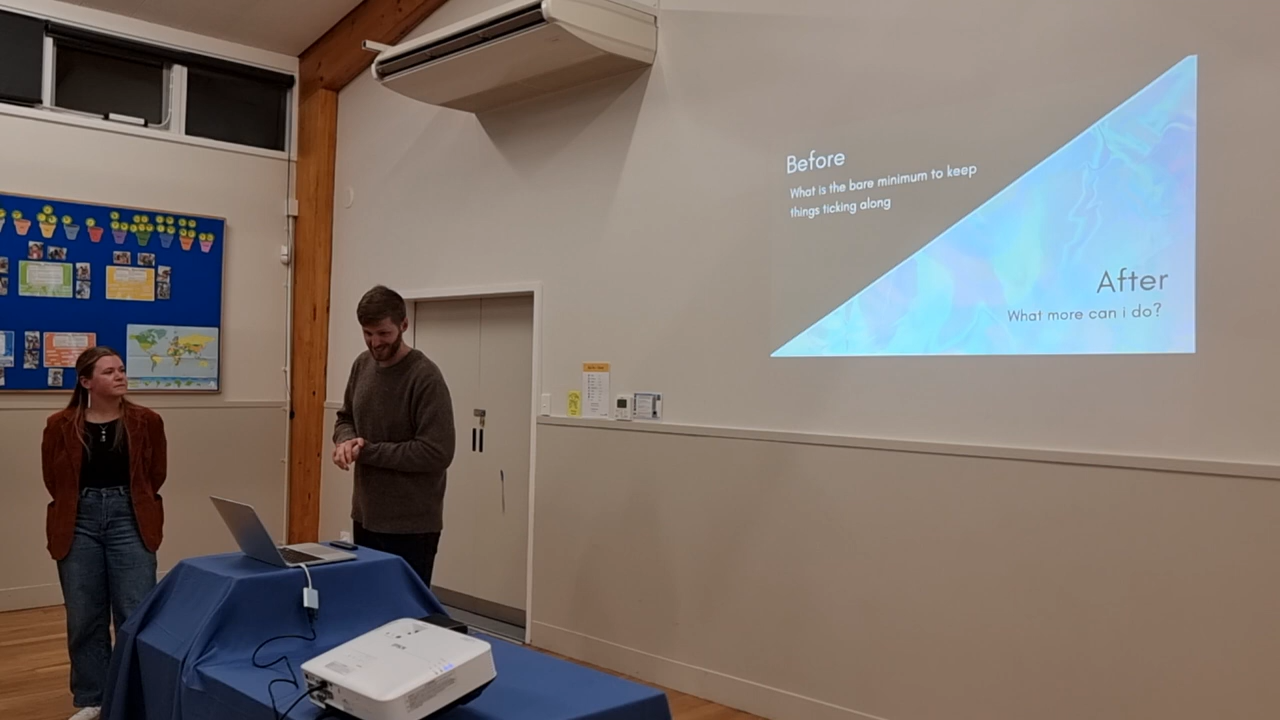 Before
What is the bare minimum to keep
things ticking along
After
What more can i do?